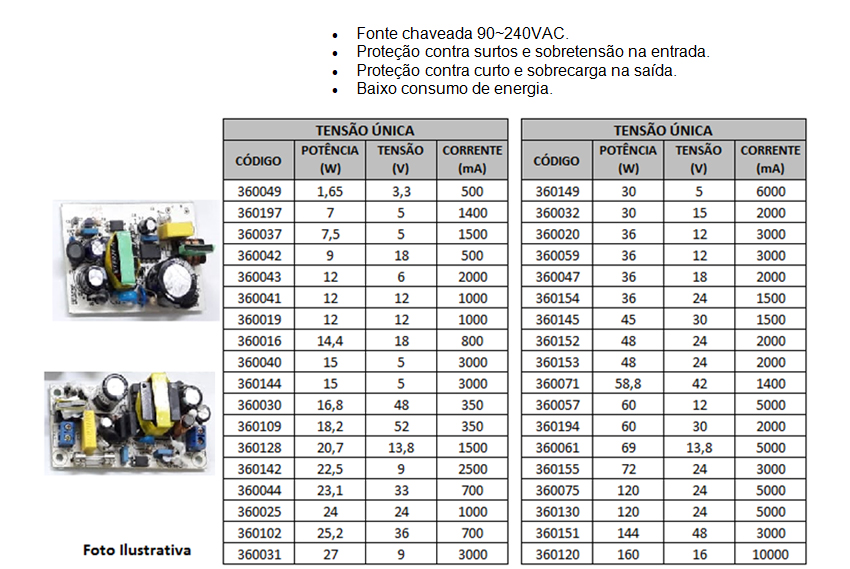 • Fonte chaveada 90~240VAC.
• Proteção contra surtos e sobretensão na entrada.
• Proteção contra curto e sobrecarga na saída.
• Baixo consumo de energia.
TENSÃO ÚNICA
CÓDIGO POTÊNCIA (W) TENSÃO (V) CORRENTE (mA)
360049 1,65 3,3 500
360197 7 5 1400
360037 7,5 5 1500
360042 9 18 500
360043 12 6 2000
360041 12 12 1000
360019 12 12 1000
360016 14,4 18 800
360040 15 5 3000
360144 15 5 3000
360030 16,8 48 350
360109 18,2 52 350
360128 20,7 13,8 1500
360142 22,5 9 2500
360044 23,1 33 700
360025 24 24 1000
360102 25,2 36 700
360031 27 9 3000
TENSÃO ÚNICA
CÓDIGO POTÊNCIA (W) TENSÃO (V) CORRENTE (mA)
360149 30 5 6000
360032 30 15 2000
360020 36 12 3000
360059 36 12 3000
360047 36 18 2000
360154 36 24 1500
360145 45 30 1500
360152 48 24 2000
360153 48 24 2000
360071 58,8 42 1400
360057 60 12 5000
360194 60 30 2000
360061 69 13,8 5000
360155 72 24 3000
360075 120 24 5000
360130 120 24 5000
360151 144 48 3000
360120 160 16 10000
Foto Ilustrativa